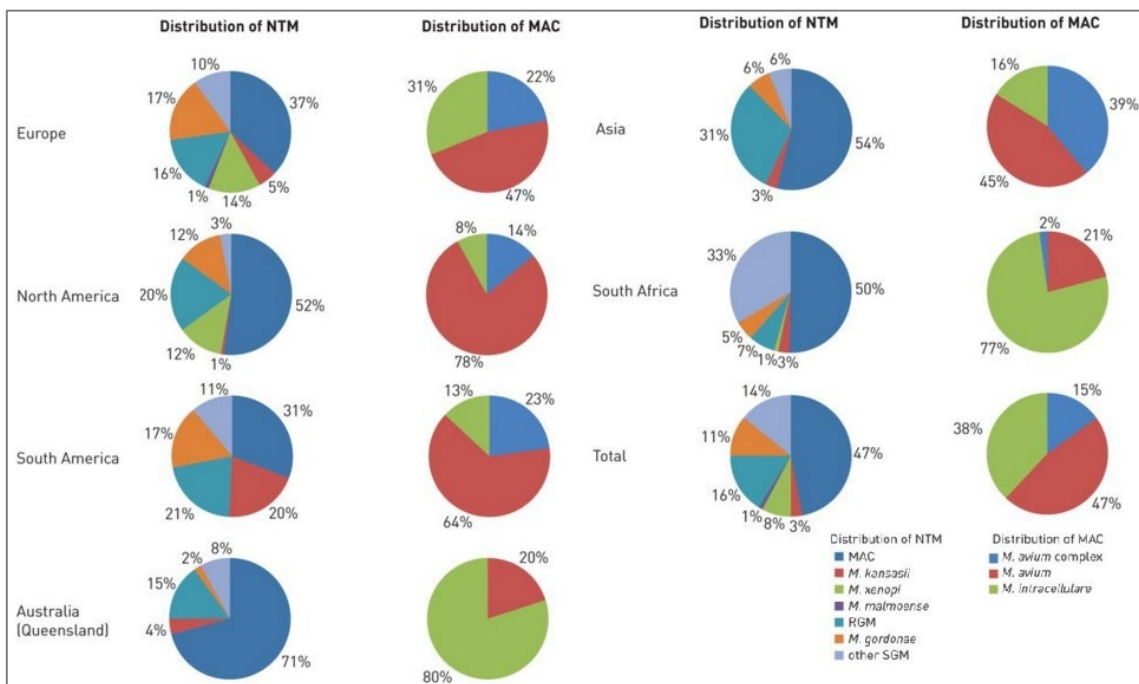 Distribution of NTM
Distribution of MAC
Distribution of NTM
Distribution of MAC
Europe
10%
37%
17%
16%
1%
14%
5%
31%
22%
47%
Asia
6%
6%
31%
54%
3%
16%
39%
45%
North America
3%
12%
20%
52%
12%
1%
8%
14%
78%
South Africa
33%
50%
5%
7%
1%
3%
2%
21%
77%
South America
11%
31%
17%
21%
20%
13%
23%
64%
Total
14%
11%
47%
16%
1%
8%
3%
15%
38%
47%
Australia
(Queensland)
8%
2%
15%
4%
71%
20%
80%
Distribution of NTM
MAC
M. kansasii
M. xenopi
M. malmoense
RGM
M. gordonae
other SGM
Distribution of MAC
M. avium complex
M. avium
M. intracellulare